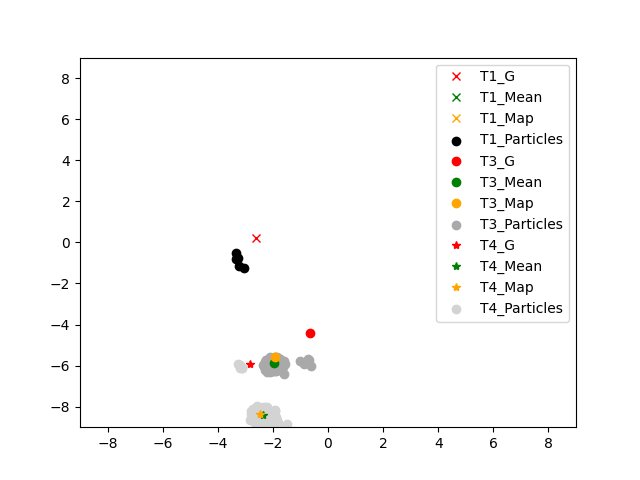 8
6
4
2
0
−2
−4
−6
−8
−8 −6 −4 −2 0 2 4 6 8
T1_G
T1_Mean
T1_Map
T1_Particles
T3_G
T3_Mean
T3_Map
T3_Particles
T4_G
T4_Mean
T4_Map
T4_Particles